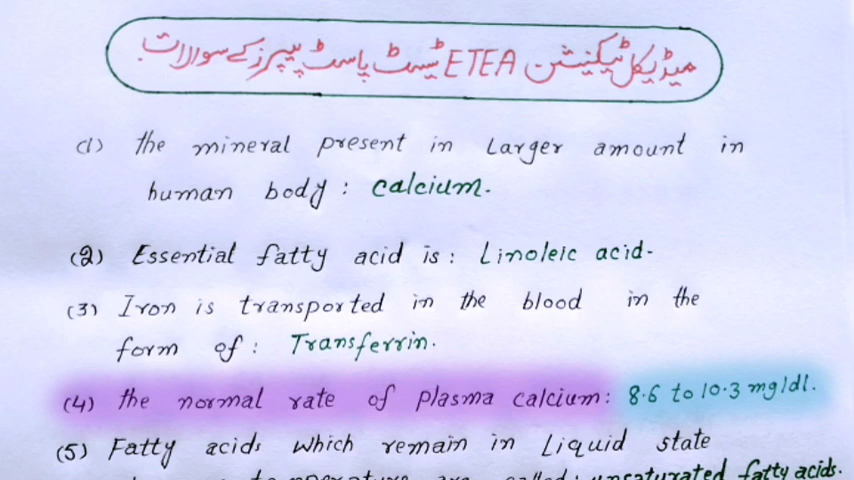 میڈیکل ٹیکنیشن ETEA ٹیسٹ پاسٹ پیپرز کے سوالات
(1) the mineral present in Larger amount in
human body : calcium.
(2) Essential fatty acid is : Linoleic acid.
(3) Iron is transported in the blood in the
form of : Transferrin.
(4) the normal rate of plasma calcium : 8.6 to 10.3 mg/dl.
(5) Fatty acids which remain in Liquid state
temperature are called : unsaturated fatty acids.